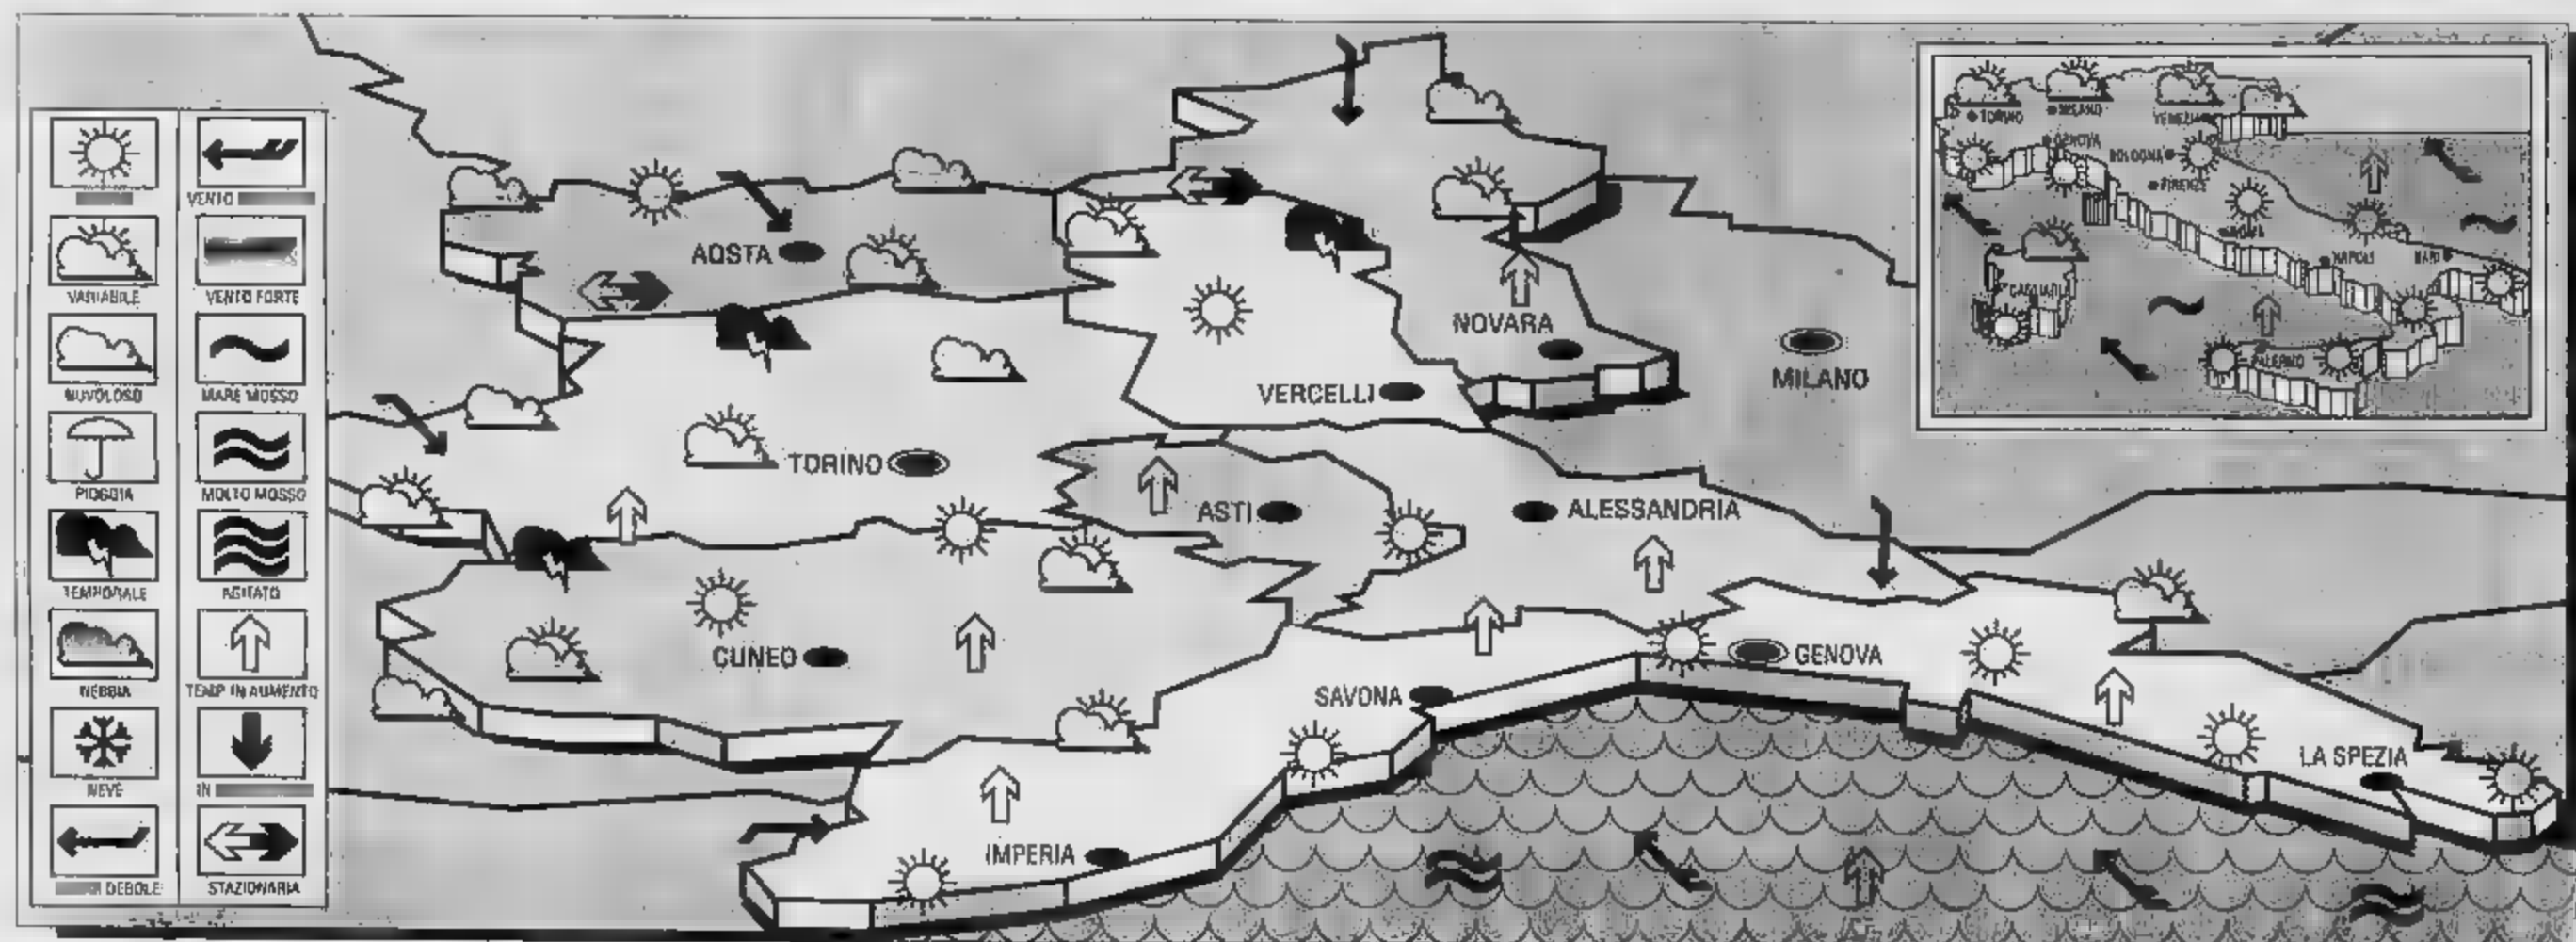 VENTO
VARIABILE
VENTO FORTE
NUVOLOSO
MARE MOSSO
PIOGGIA
MOLTO MOSSO
TEMPORALE
AGITATO
NEBBIA
TEMP. IN AUMENTO
NEVE
IN
DEBOLE
STAZIONARIA
AOSTA
NOVARA
VERCELLI
MILANO
TORINO
ASTI
ALESSANDRIA
CUNEO
GENOVA
SAVONA
LA SPEZIA
IMPERIA
TORINO
MILANO
VENEZIA
GENOVA
BOLOGNA
FIRENZE
ROMA
NAPOLI
BARI
CAGLIARI
PALERMO